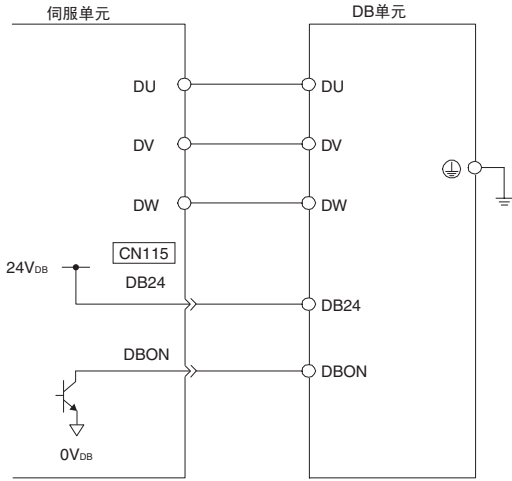 伺服单元
DB单元
DU
DU
DV
DV
DW
DW
CN115
24VDB
DB24
DB24
DBON
DBON
0VDB